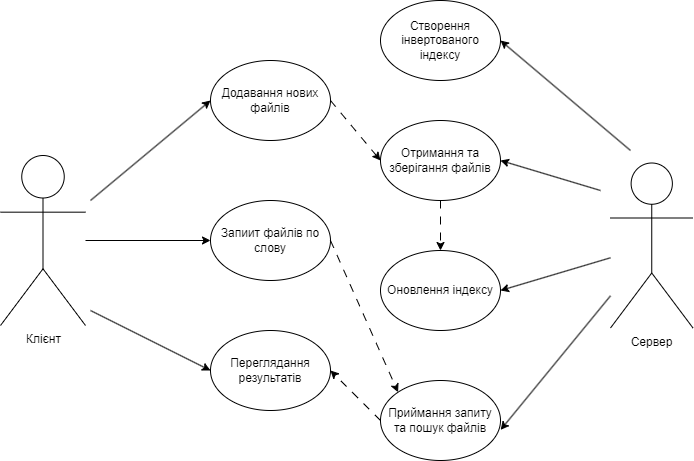 Створення
інвертованого
індексу
Додавання нових
файлів
Отримання та
зберігання файлів
Запиит файлів по
слову
Оновлення індексу
Клієнт
Сервер
Переглядання
результатів
Приймання запиту
та пошук файлів